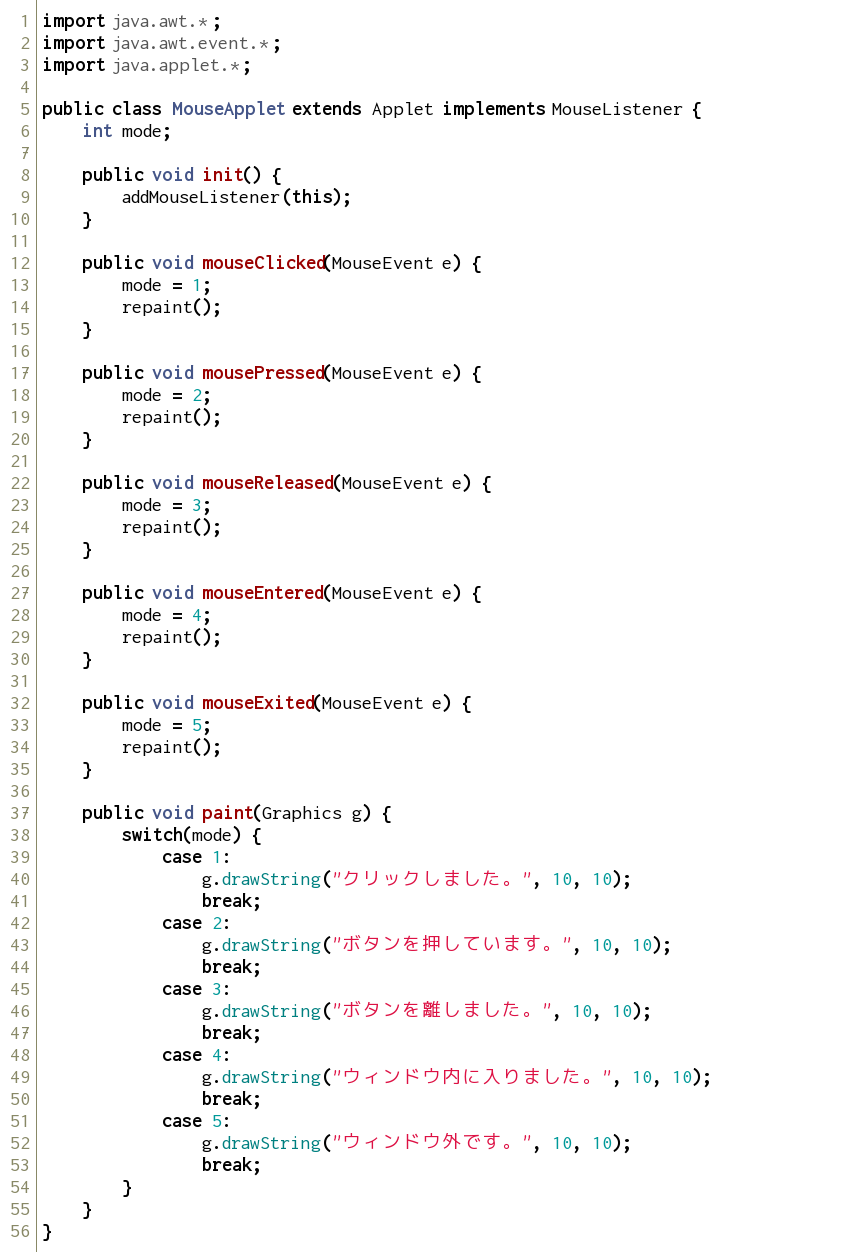 1 import java.awt.*;
2 import java.awt.event.*;
3 import java.applet.*;
4
5 public class MouseApplet extends Applet implements MouseListener {
6     int mode;
7
8     public void init() {
9         addMouseListener(this);
10     }
11
12     public void mouseClicked(MouseEvent e) {
13         mode = 1;
14         repaint();
15     }
16
17     public void mousePressed(MouseEvent e) {
18         mode = 2;
19         repaint();
20     }
21
22     public void mouseReleased(MouseEvent e) {
23         mode = 3;
24         repaint();
25     }
26
27     public void mouseEntered(MouseEvent e) {
28         mode = 4;
29         repaint();
30     }
31
32     public void mouseExited(MouseEvent e) {
33         mode = 5;
34         repaint();
35     }
36
37     public void paint(Graphics g) {
38         switch(mode) {
39             case 1:
40                 g.drawString("クリックしました。", 10, 10);
41                 break;
42             case 2:
43                 g.drawString("ボタンを押しています。", 10, 10);
44                 break;
45             case 3:
46                 g.drawString("ボタンを離しました。", 10, 10);
47                 break;
48             case 4:
49                 g.drawString("ウィンドウ内に入りました。", 10, 10);
50                 break;
51             case 5:
52                 g.drawString("ウィンドウ外です。", 10, 10);
53                 break;
54         }
55     }
56 }